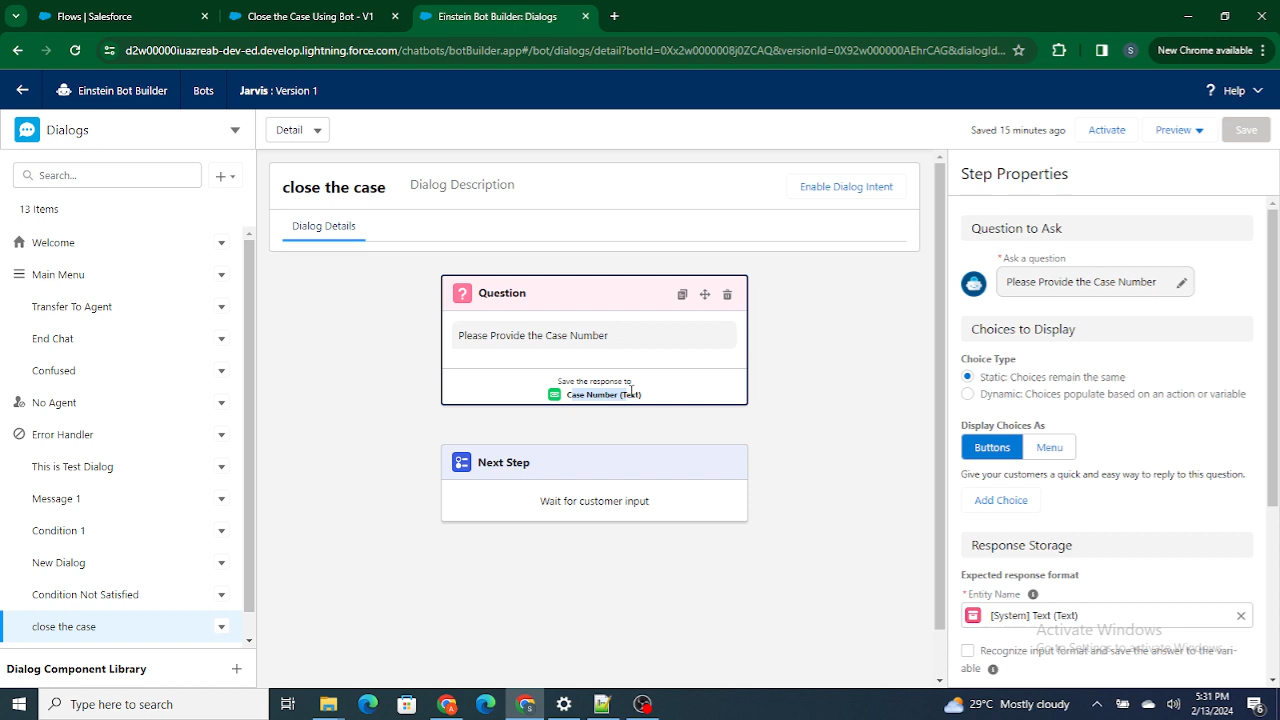 Flows | Salesforce
Close the Case Using Bot - V1
Einstein Bot Builder: Dialogs
d2w00000iuazreab-dev-ed.develop.lightning.force.com/chatbots/botBuilder.app#/bot/dialogs/detail?botId=0Xx2w0000008j0ZCAQ&versionId=0X92w000000AEhrCAG&dialogId...
S
New Chrome available
Einstein Bot Builder
Bots
Jarvis : Version 1
? Help
Dialogs
Detail
Saved 15 minutes ago
Activate
Preview
Save
Search...
13 Items
Welcome
Main Menu
Transfer To Agent
End Chat
Confused
No Agent
Error Handler
This is Test Dialog
Message 1
Condition 1
New Dialog
Condition Not Satisfied
close the case
Dialog Component Library
close the case
Dialog Description
Enable Dialog Intent
Dialog Details
? Question
Please Provide the Case Number
Save the response to
Case Number (Text)
Next Step
Wait for customer input
Step Properties
Question to Ask
* Ask a question
Please Provide the Case Number
Choices to Display
Choice Type
Static: Choices remain the same
Dynamic: Choices populate based on an action or variable
Display Choices As
Buttons
Menu
Give your customers a quick and easy way to reply to this question.
Add Choice
Response Storage
Expected response format
* Entity Name
[System] Text (Text)
Activate Windows
Go to Settings to activate Windows.
Recognize input format and save the answer to the vari-
able
Type here to search
29°C Mostly cloudy
5:31 PM
2/13/2024
6